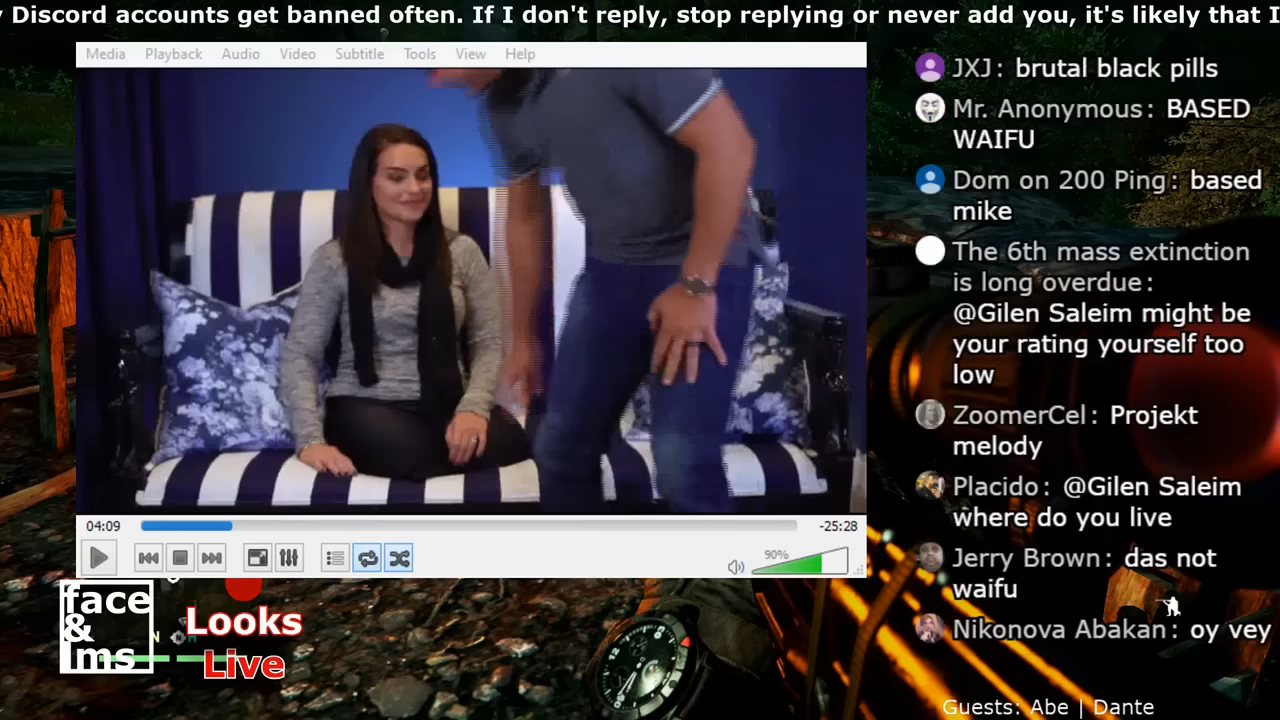 Discord accounts get banned often. If I don't reply, stop replying or never add you, it's likely that I
Media Playback Audio Video Subtitle Tools View Help
04:09
-25:28
90%
JXJ: brutal black pills
Mr. Anonymous: BASED
WAIFU
Dom on 200 Ping: based
mike
The 6th mass extinction
is long overdue:
@Gilen Saleim might be
your rating yourself too
low
ZoomerCel: Projekt
melody
Placido: @Gilen Saleim
where do you live
Jerry Brown: das not
waifu
Nikonova Abakan: oy vey
face
&
lms
Looks
Live
N
Guests: Abe | Dante